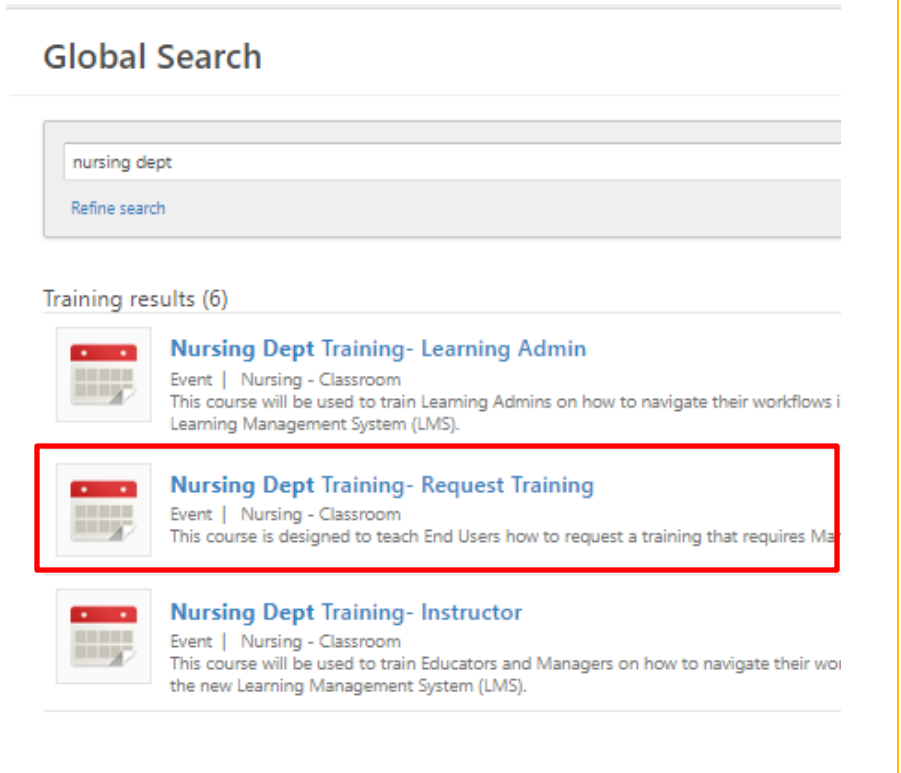 Global Search
nursing dept
Refine search
Training results (6)
Nursing Dept Training- Learning Admin
Event | Nursing - Classroom
This course will be used to train Learning Admins on how to navigate their workflows
Learning Management System (LMS).
Nursing Dept Training- Request Training
Event | Nursing - Classroom
This course is designed to teach End Users how to request a training that requires
Nursing Dept Training- Instructor
Event | Nursing - Classroom
This course will be used to train Educators and Managers on how to navigate their
the new Learning Management System (LMS).